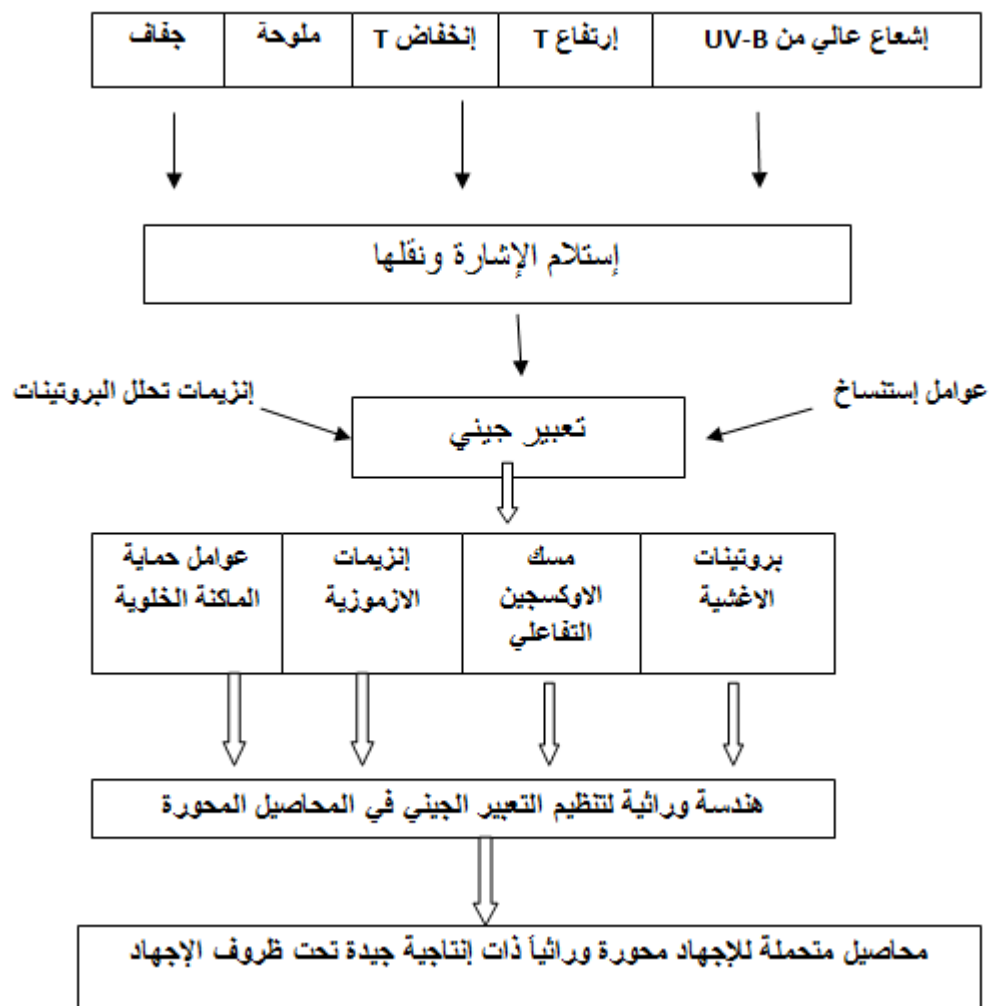 إشعاع عالي من UV-B
إرتفاع T
إنخفاض T
ملوحة
جفاف
إستلام الإشارة ونقلها
عوامل إستنساخ
إنزيمات تحلل البروتينات
تعبير جيني
بروتينات
الاغشية
مسك
الاوكسجين
التفاعلي
إنزيمات
الازموزية
عوامل حماية
الماكنة الخلوية
هندسة وراثية لتنظيم التعبير الجيني في المحاصيل المحورة
محاصيل متحملة للإجهاد محورة وراثياً ذات إنتاجية جيدة تحت ظروف الإجهاد